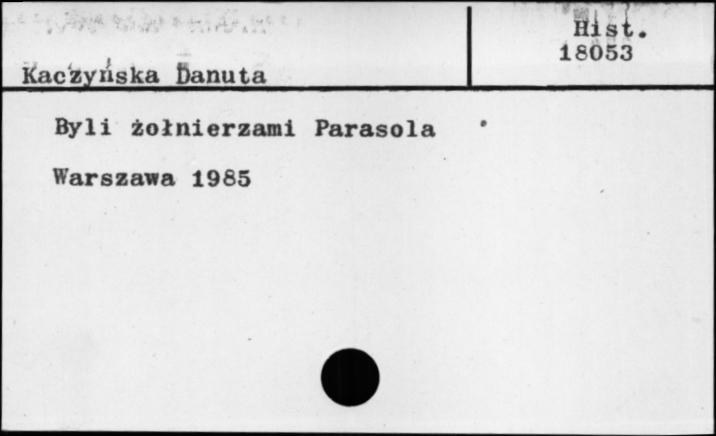 Hist.
18053
Kaczyńska Danuta
Byli żołnierzami Parasola
Warszawa 1985